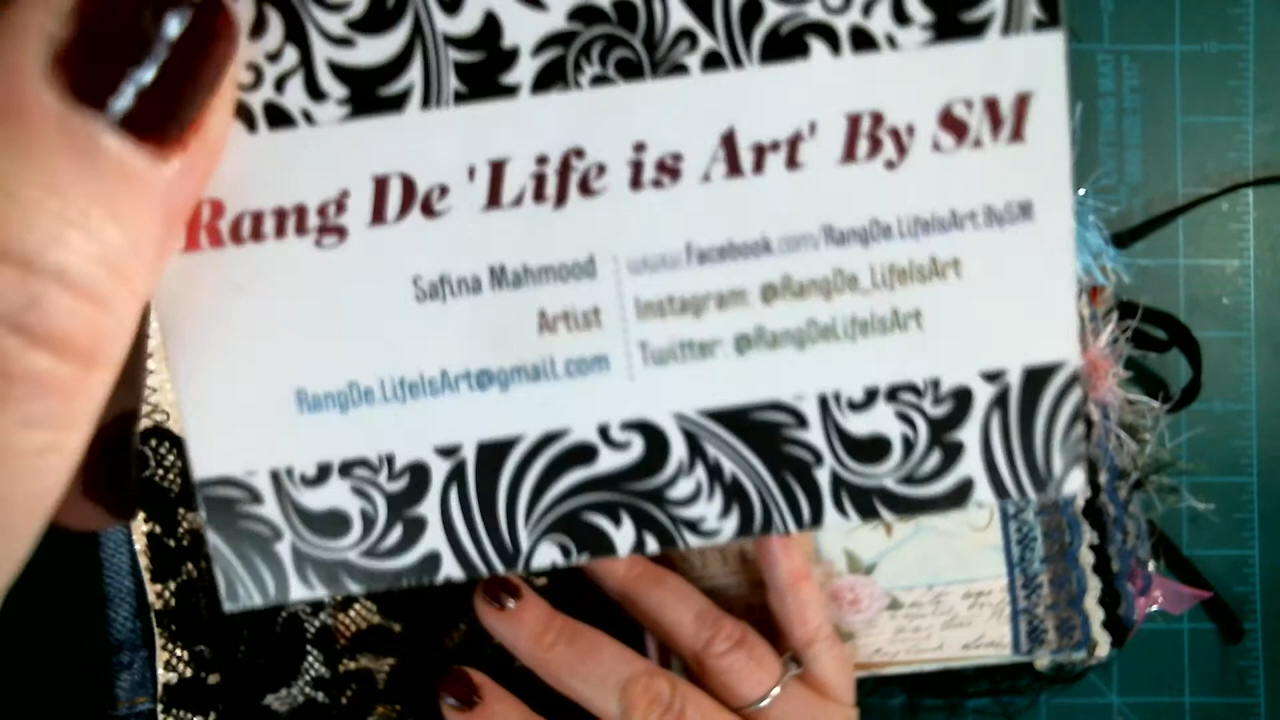 Rang De 'Life is Art' By SM
Safina Mahmood
Artist
RangDe.LifeIsArt@gmail.com
www.Facebook.com/RangDe.LifeIsArt.BySM
Instagram: @RangDe_LifeIsArt
Twitter: @RangDeLifeIsArt